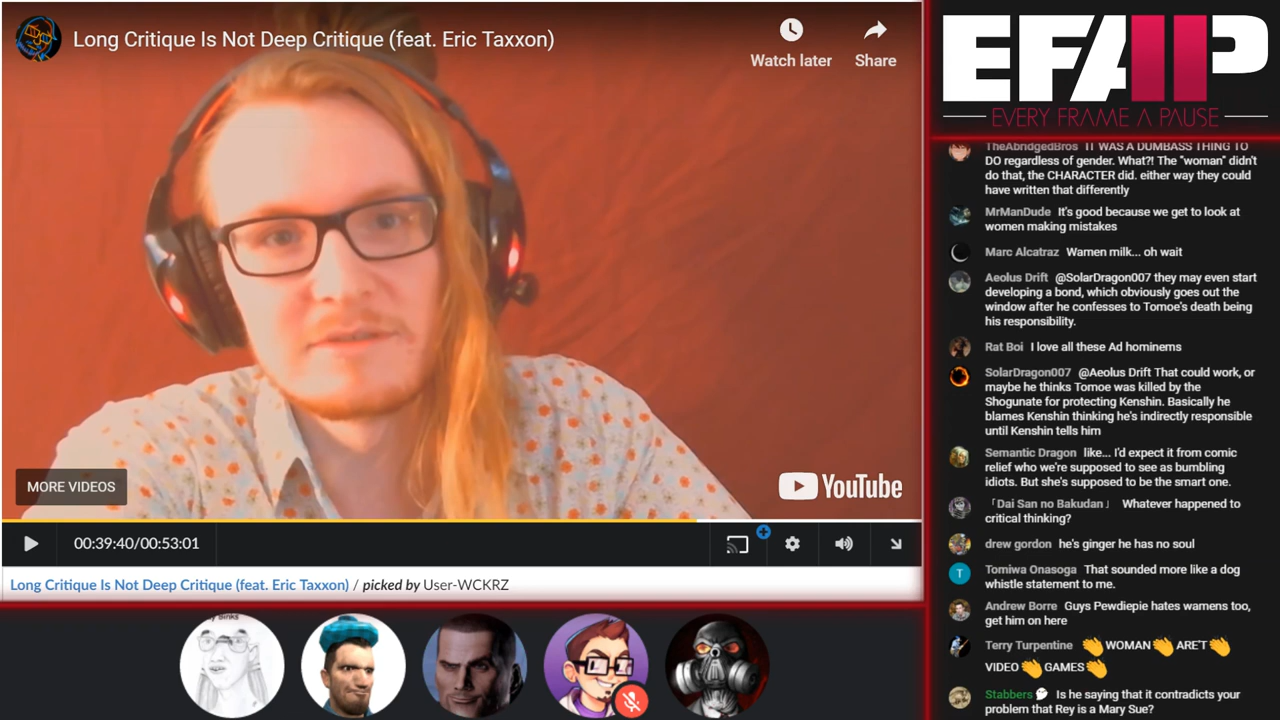 Long Critique Is Not Deep Critique (feat. Eric Taxxon)
Watch later
Share
MORE VIDEOS
YouTube
00:39:40/00:53:01
Long Critique Is Not Deep Critique (feat. Eric Taxxon) / picked by User-WCKRZ
EFAP
EVERY FRAME A PAUSE
TheAbridgedBros IT WAS A DUMBASS THING TO
DO regardless of gender. What?! The "woman" didn't
do that, the CHARACTER did. either way they could
have written that differently
MrManDude It's good because we get to look at
women making mistakes
Marc Alcatraz Wamen milk... oh wait
Aeolus Drift @SolarDragon007 they may even start
developing a bond, which obviously goes out the
window after he confesses to Tomoe's death being
his responsibility.
Rat Boi I love all these Ad hominems
SolarDragon007 @Aeolus Drift That could work, or
maybe he thinks Tomoe was killed by the
Shogunate for protecting Kenshin. Basically he
blames Kenshin thinking he's indirectly responsible
until Kenshin tells him
Semantic Dragon like... I'd expect it from comic
relief who we're supposed to see as bumbling
idiots. But she's supposed to be the smart one.
「Dai San no Bakudan」 Whatever happened to
critical thinking?
drew gordon he's ginger he has no soul
T
Tomiwa Onasoga That sounded more like a dog
whistle statement to me.
Andrew Borre Guys Pewdiepie hates wamens too,
get him on here
Terry Turpentine 👏WOMAN👏ARE'T👏
VIDEO👏GAMES👏
Stabbers Is he saying that it contradicts your
problem that Rey is a Mary Sue?